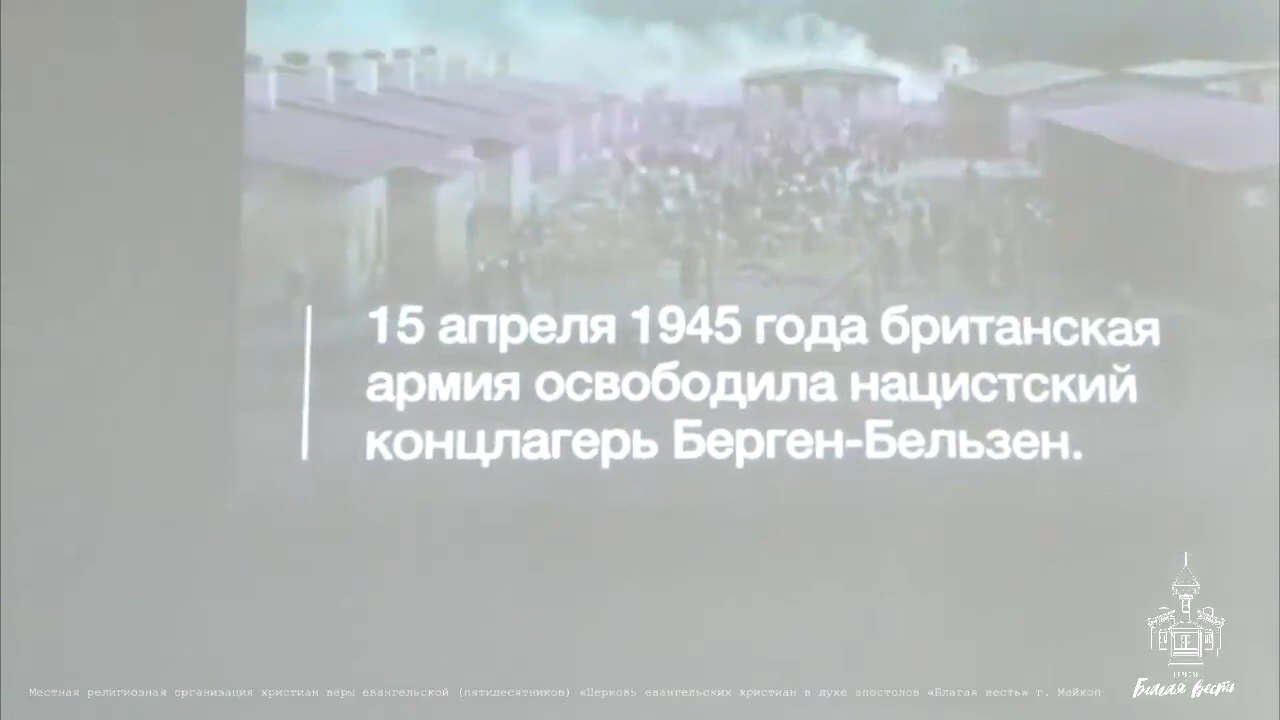 15 апреля 1945 года британская
армия освободила нацистский
концлагерь Берген-Бельзен.
Благая Весть
Местная религиозная организация христиан веры евангельской (пятидесятников) «Церковь евангельских христиан в духе апостолов «Благая весть» г. Майкоп